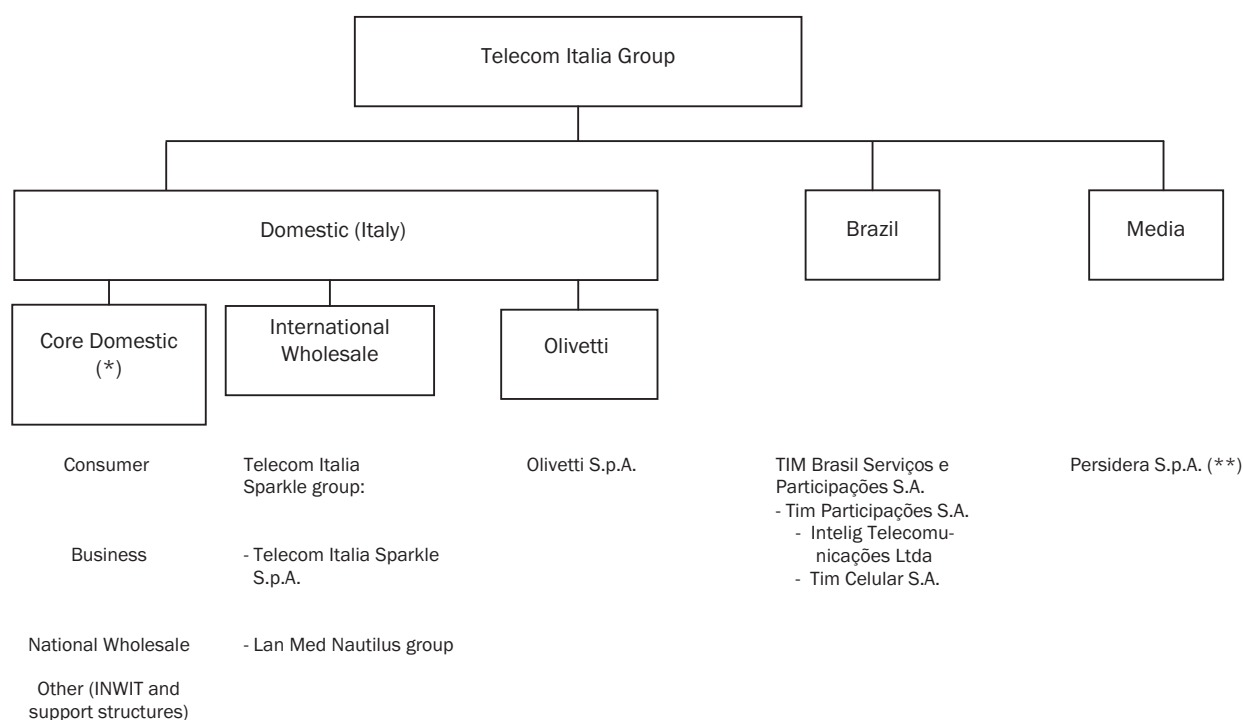 Telecom Italia Group
Domestic (Italy)
Brazil
Media
Core Domestic
(*)
International
Wholesale
Olivetti
Consumer
Business
National Wholesale
Other (INWIT and
support structures)
Telecom Italia
Sparkle group:
- Telecom Italia Sparkle
S.p.A.
- Lan Med Nautilus group
Olivetti S.p.A.
TIM Brasil Serviços e
Participações S.A.
- Tim Participações S.A.
- Intelig Telecomu-
nicações Ltda
- Tim Celular S.A.
Persidera S.p.A. (**)